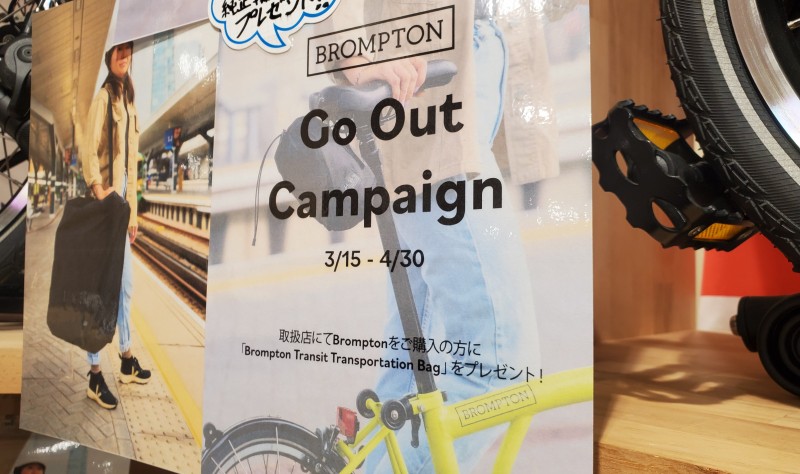 プレゼント!!
BROMPTON
Go Out
Campaign
3/15 - 4/30
取扱店にてBromptonをご購入の方に
「Brompton Transit Transportation Bag」をプレゼント!
BROMPTON